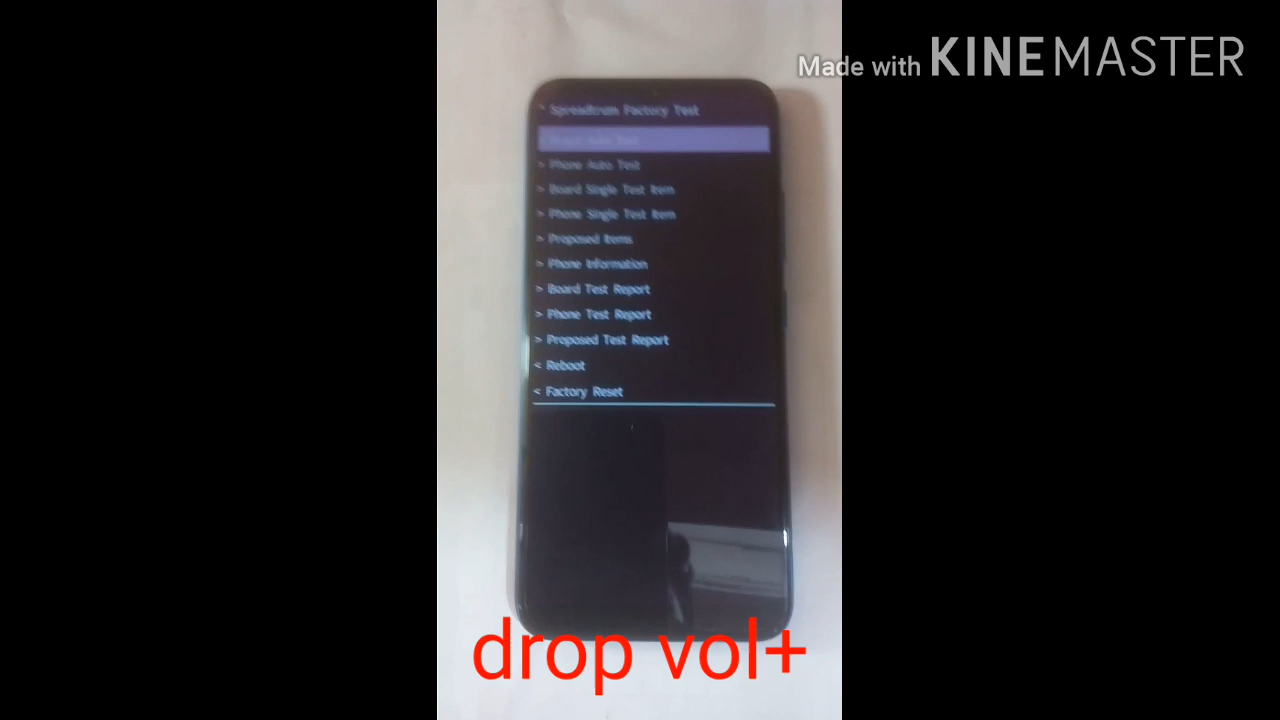 Made with KINEMASTER
Spreadtrum Factory Test
> Phone Auto Test
> Board Single Test Item
> Phone Single Test Item
> Proposed Items
> Phone Information
> Board Test Report
> Phone Test Report
> Proposed Test Report
< Reboot
< Factory Reset
drop vol+